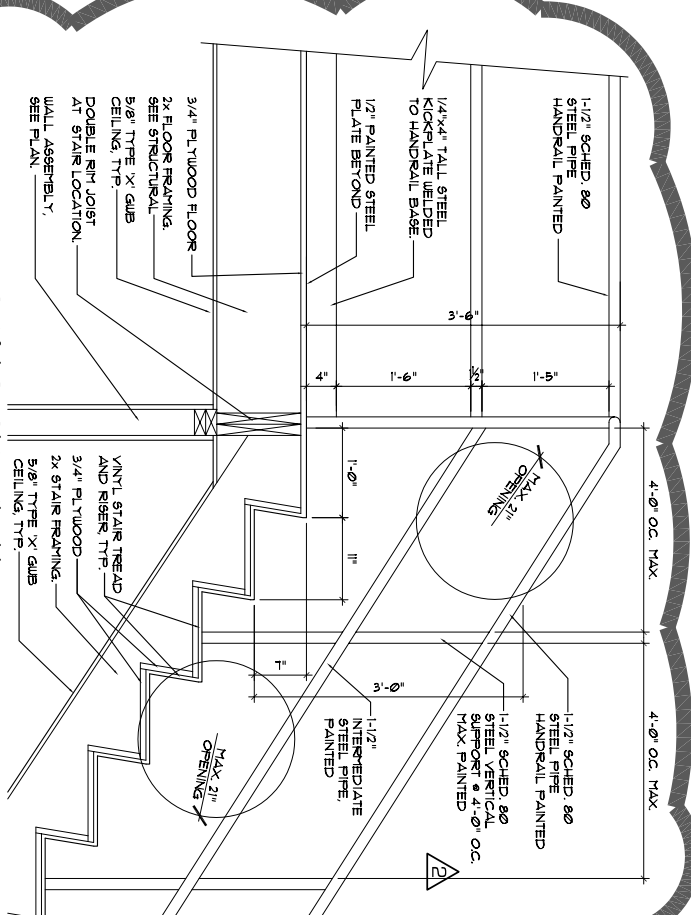 1-1/2" SCHED. 80
STEEL PIPE
HANDRAIL PAINTED
1/4"x4" TALL STEEL
KICKPLATE WELDED
TO HANDRAIL BASE.
1/2" PAINTED STEEL
PLATE BEYOND
3/4" PLYWOOD FLOOR
2x FLOOR FRAMING.
SEE STRUCTURAL
5/8" TYPE 'X' GWB
CEILING, TYP.
DOUBLE RIM JOIST
AT STAIR LOCATION.
WALL ASSEMBLY,
SEE PLAN.
3'-6"
4"
1'-6"
1/2"
1'-5"
4'-0" O.C. MAX.
4'-0" O.C. MAX.
MAX. 21"
OPENING
1'-0"
11"
7"
3'-0"
1-1/2" SCHED. 80
STEEL PIPE
HANDRAIL PAINTED
1-1/2" SCHED. 80
STEEL VERTICAL
SUPPORT @ 4'-0" O.C.
MAX. PAINTED
1-1/2"
INTERMEDIATE
STEEL PIPE,
PAINTED
MAX. 21"
OPENING
VINYL STAIR TREAD
AND RISER, TYP.
3/4" PLYWOOD
2x STAIR FRAMING.
5/8" TYPE 'X' GWB
CEILING, TYP.
2